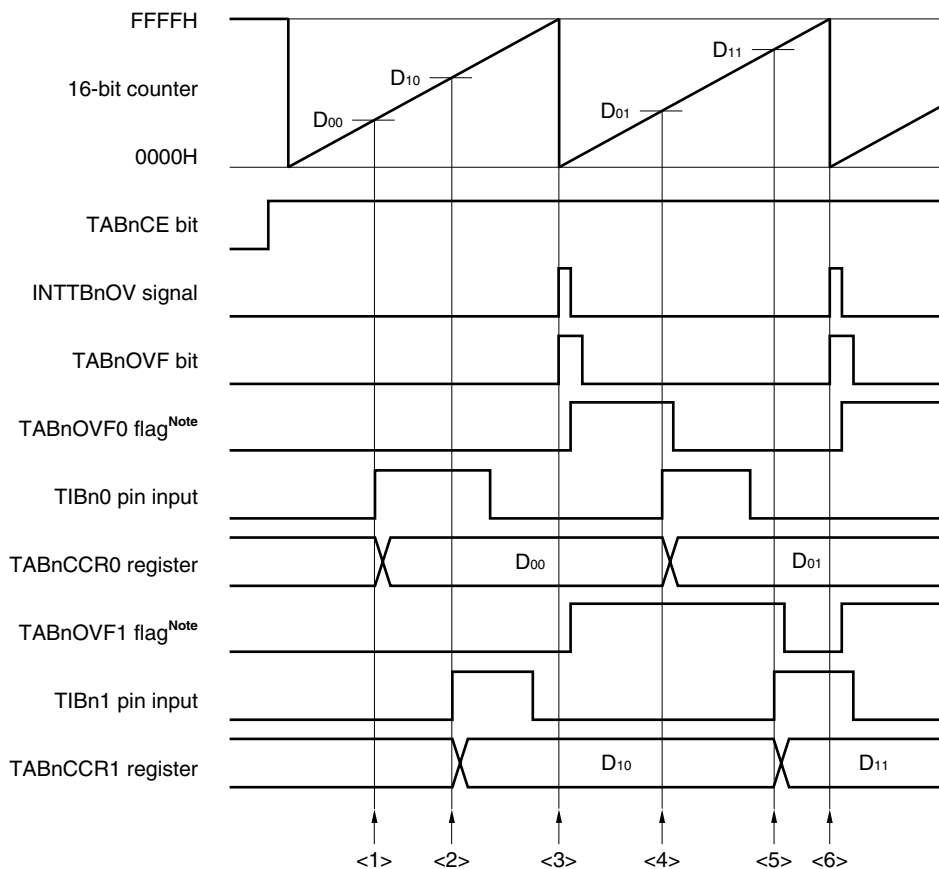 FFFFH
16-bit counter
0000H
D00
D10
D01
D11
TABnCE bit
INTTBnOV signal
TABnOVF bit
TABnOVF0 flagNote
TIBn0 pin input
TABnCCR0 register
D00
D01
TABnOVF1 flagNote
TIBn1 pin input
TABnCCR1 register
D10
D11
<1> <2> <3> <4> <5> <6>